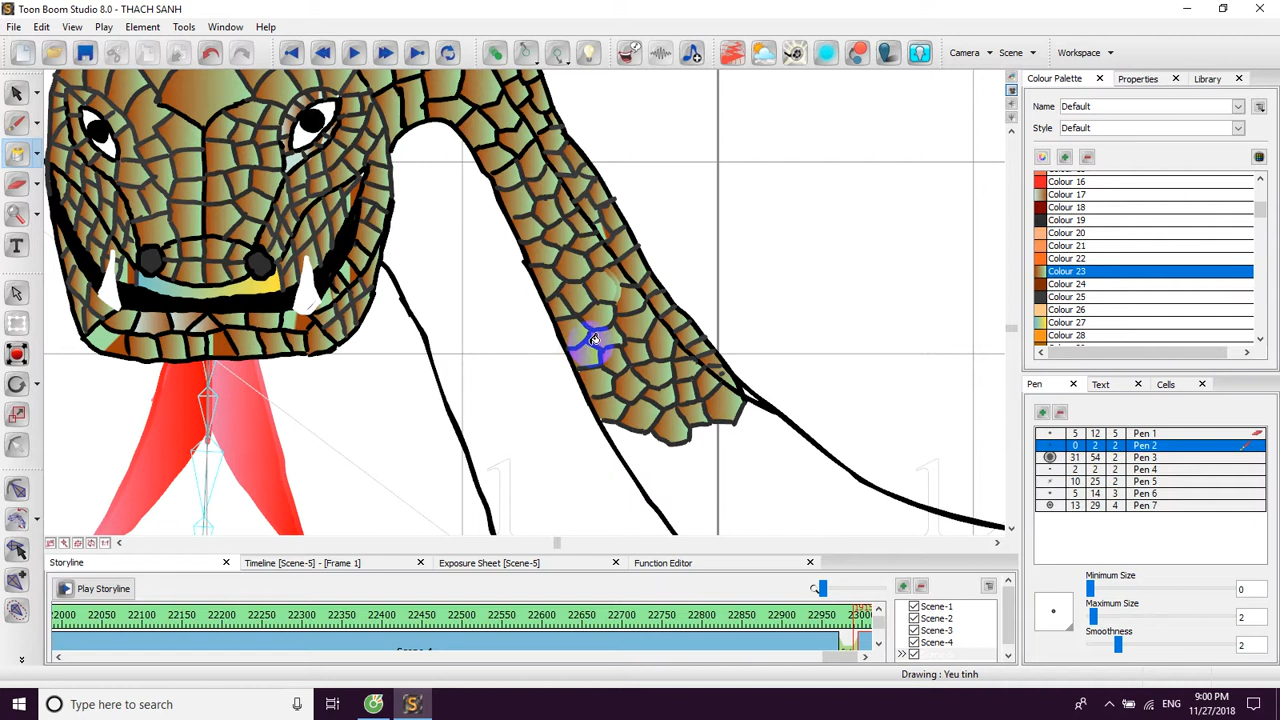 Toon Boom Studio 8.0 - THACH SANH
File Edit View Play Element Tools Window Help
Camera Scene Workspace
Colour Palette Properties Library
Name Default
Style Default
Colour 16
Colour 17
Colour 18
Colour 19
Colour 20
Colour 21
Colour 22
Colour 23
Colour 24
Colour 25
Colour 26
Colour 27
Colour 28
Pen Text Cells
5 12 5 Pen 1
0 2 2 Pen 2
31 54 2 Pen 3
2 2 2 Pen 4
10 25 2 Pen 5
5 14 3 Pen 6
13 29 4 Pen 7
Minimum Size
0
Maximum Size
2
Smoothness
2
Storyline Timeline [Scene-5] - [Frame 1] Exposure Sheet [Scene-5] Function Editor
Play Storyline
22050 22100 22150 22200 22250 22300 22350 22400 22450 22500 22550 22600 22650 22700 22750 22800 22850 22900
Scene-1
Scene-2
Scene-3
Scene-4
Drawing : Yeu tinh
Type here to search
ENG
9:00 PM
11/27/2018